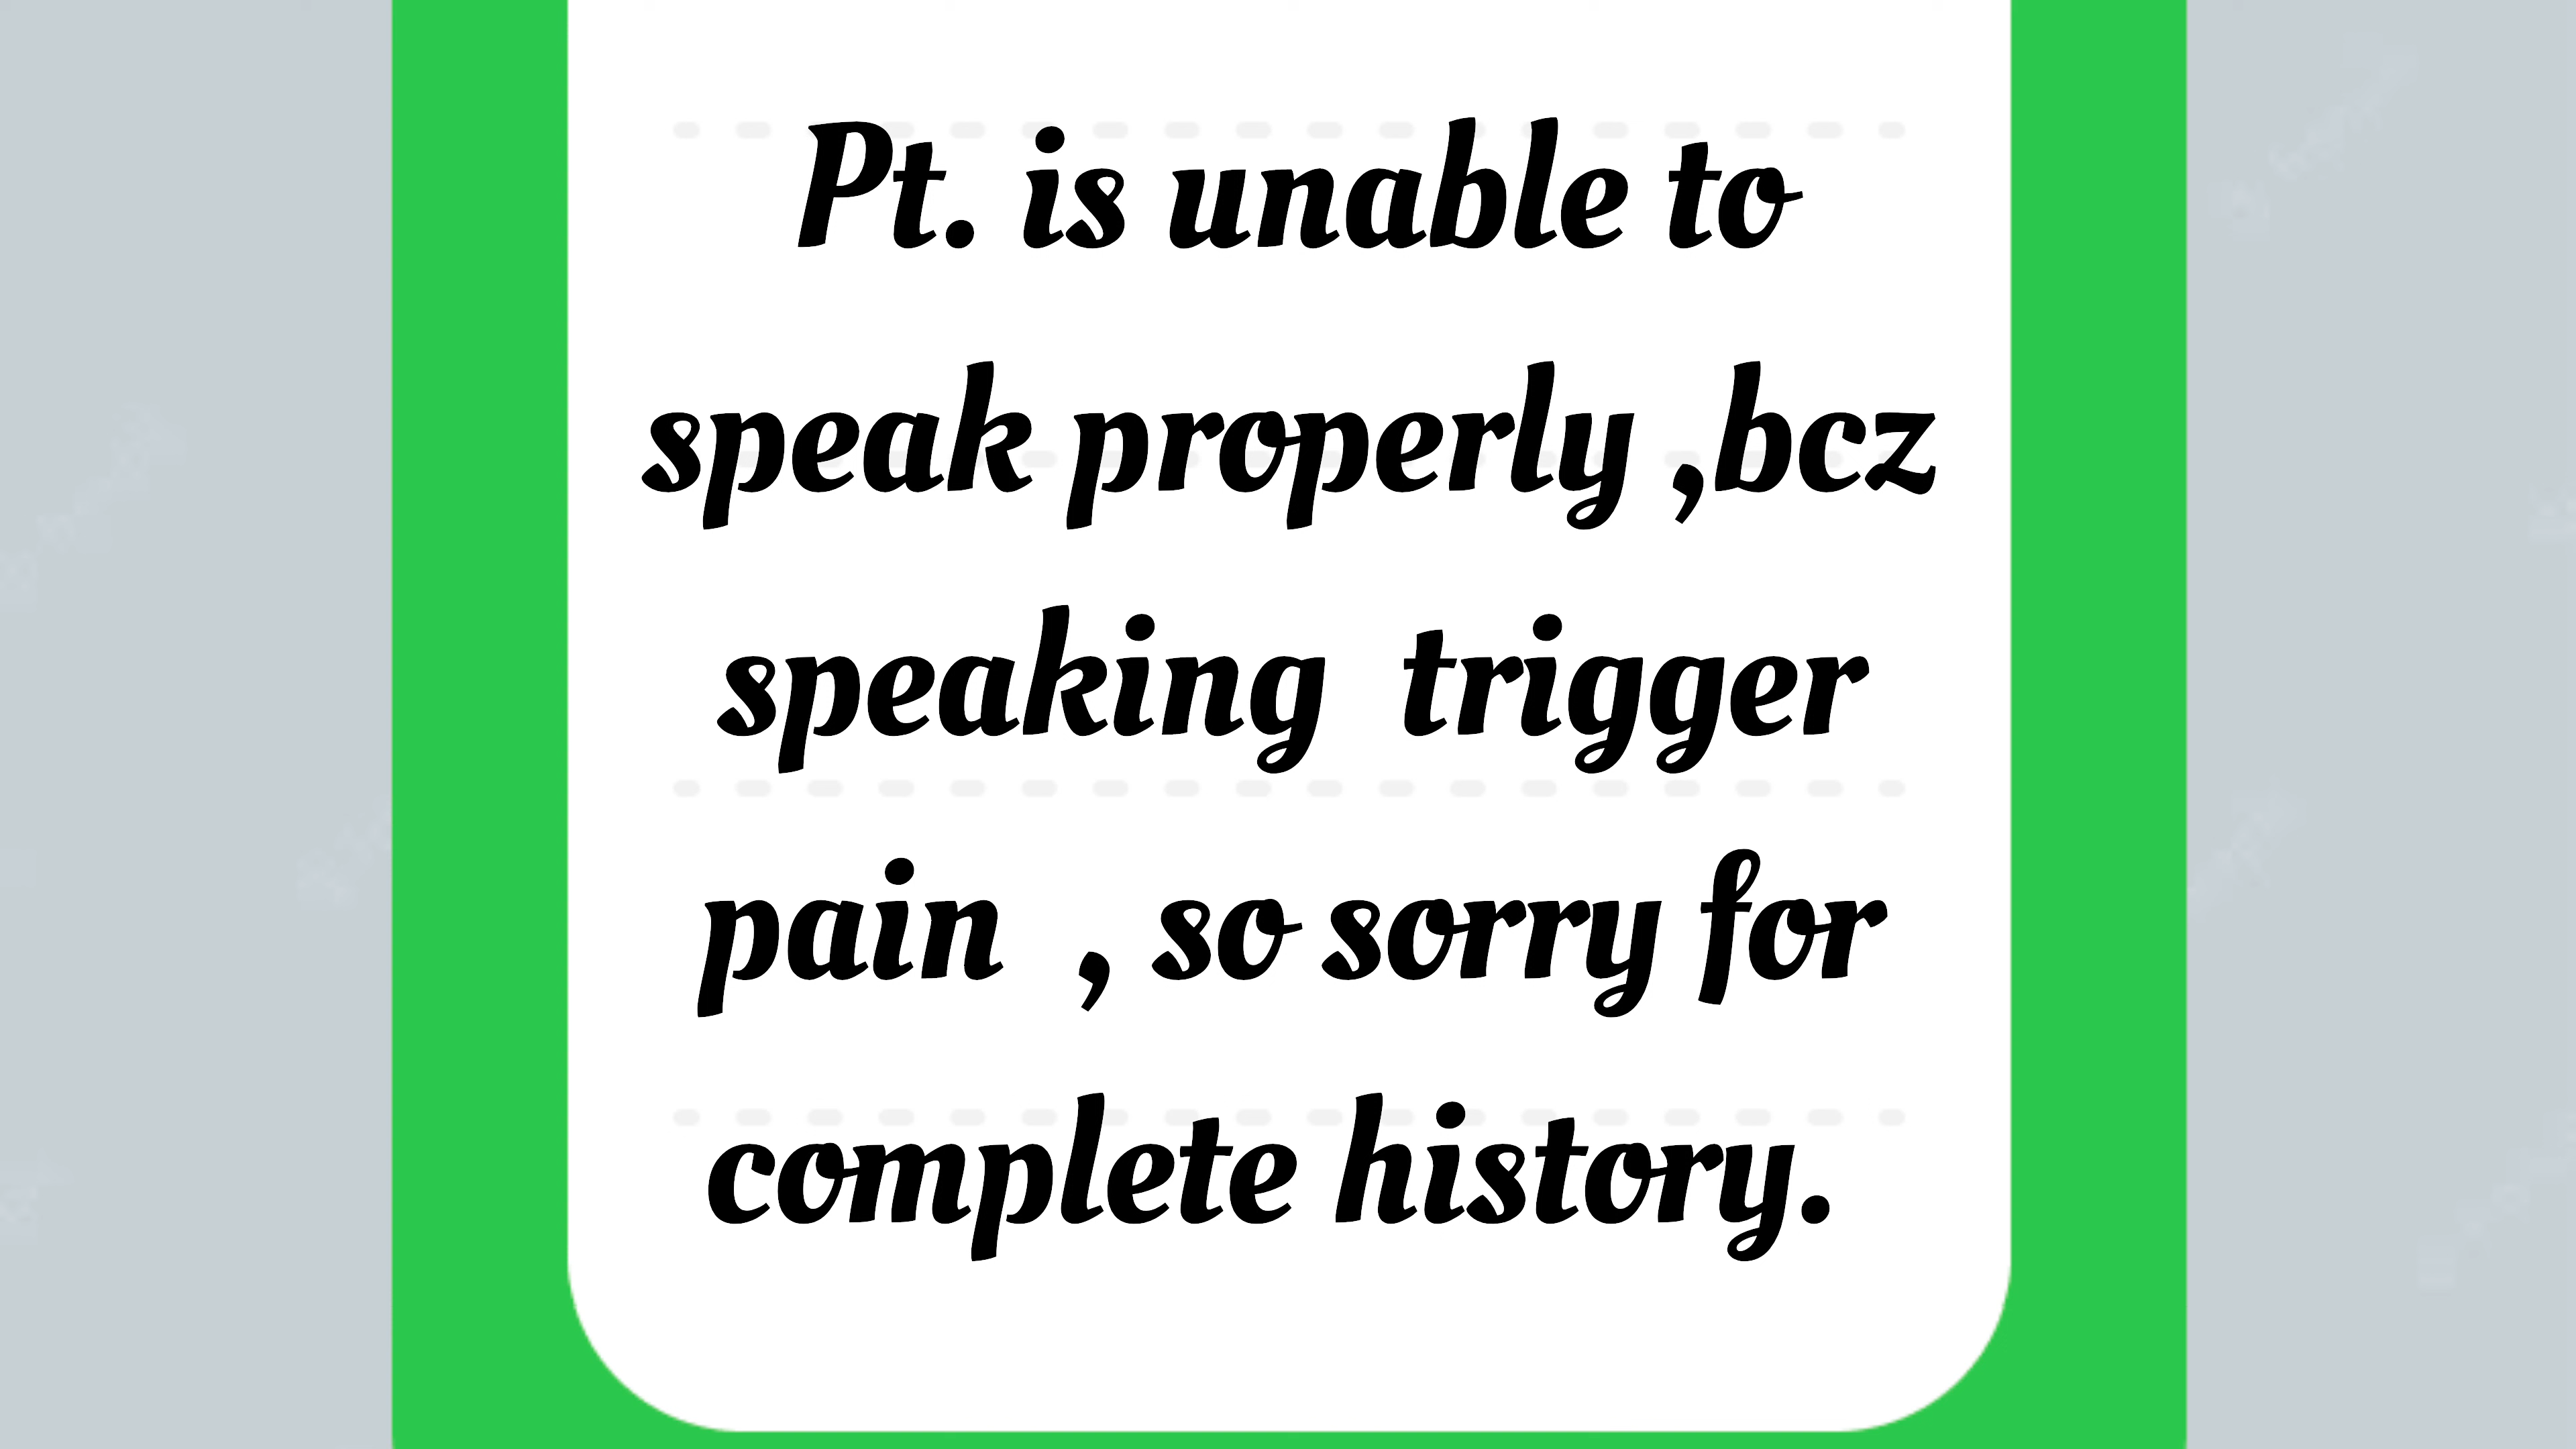 Pt. is unable to
speak properly ,bcz
speaking  trigger
pain  , so sorry for
complete history.